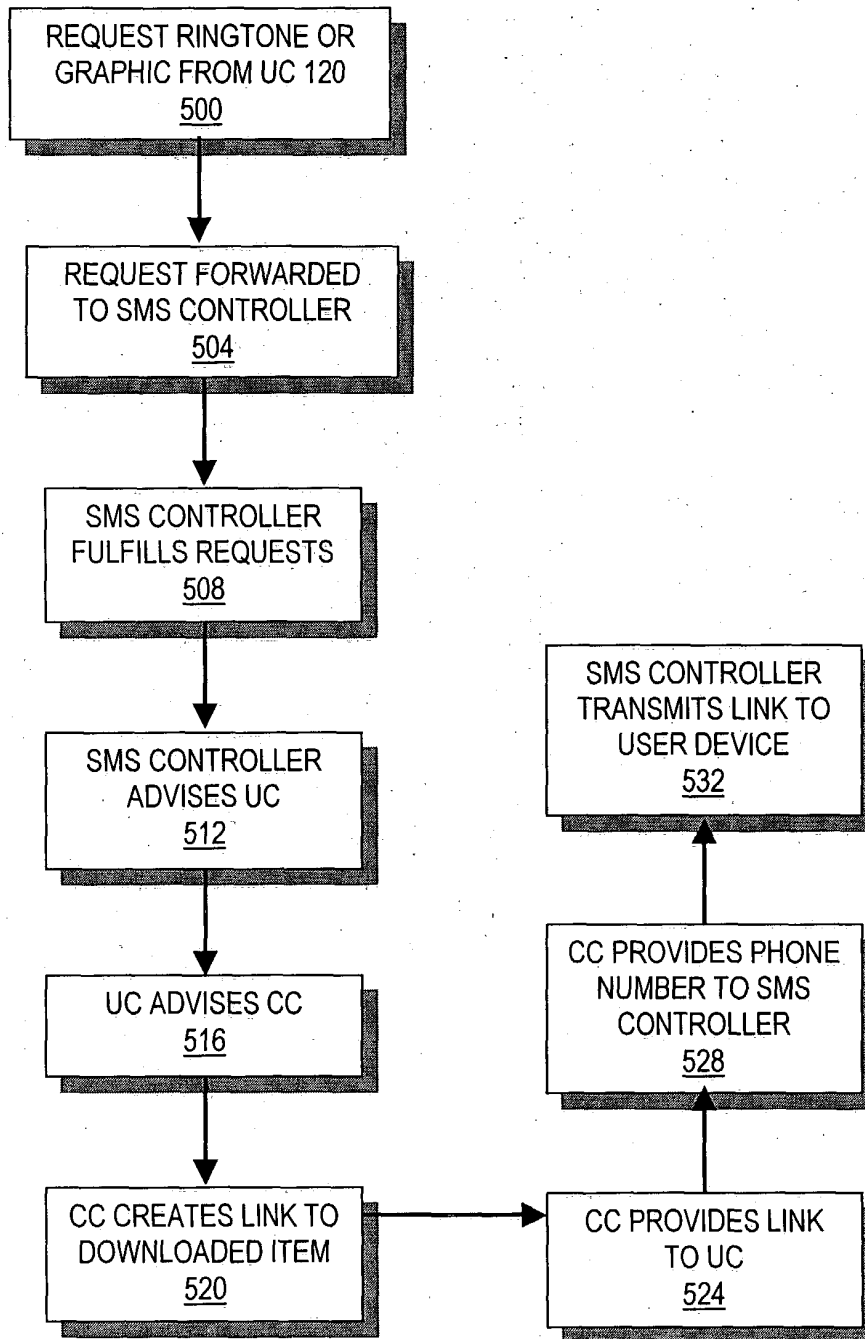 REQUEST RINGTONE OR
GRAPHIC FROM UC 120
500
REQUEST FORWARDED
TO SMS CONTROLLER
504
SMS CONTROLLER
FULFILLS REQUESTS
508
SMS CONTROLLER
ADVISES UC
512
UC ADVISES CC
516
CC CREATES LINK TO
DOWNLOADED ITEM
520
CC PROVIDES LINK
TO UC
524
CC PROVIDES PHONE
NUMBER TO SMS
CONTROLLER
528
SMS CONTROLLER
TRANSMITS LINK TO
USER DEVICE
532